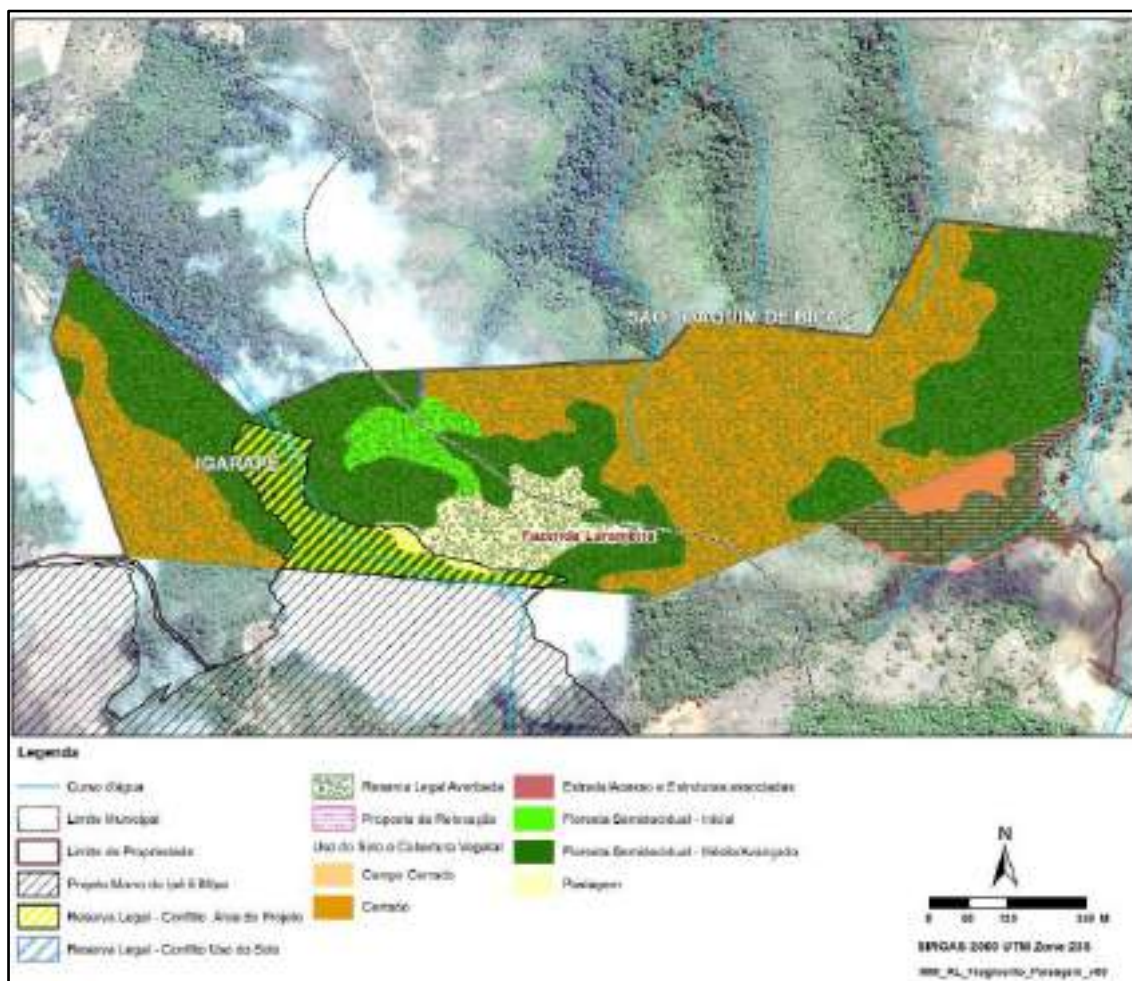 SÃO JOAQUIM DE BICAS
IGARAPÉ
Fazenda
Legenda
Curso d'água
Limite Municipal
Limite de Propriedade
Projeto
Reserva Legal - Conflito Área do Projeto
Reserva Legal - Conflito Uso do Solo
Reserva Legal Averbada
Proposta de Relocação
Uso do Solo e Cobertura Vegetal
Campo Cerrado
Cerrado
Estrada/Acesso e Estruturas associadas
Floresta Semidecidual - Inicial
Floresta Semidecidual - Médio/Avançado
Pastagem
N
0
M
SIRGAS 2000 UTM Zone 23S